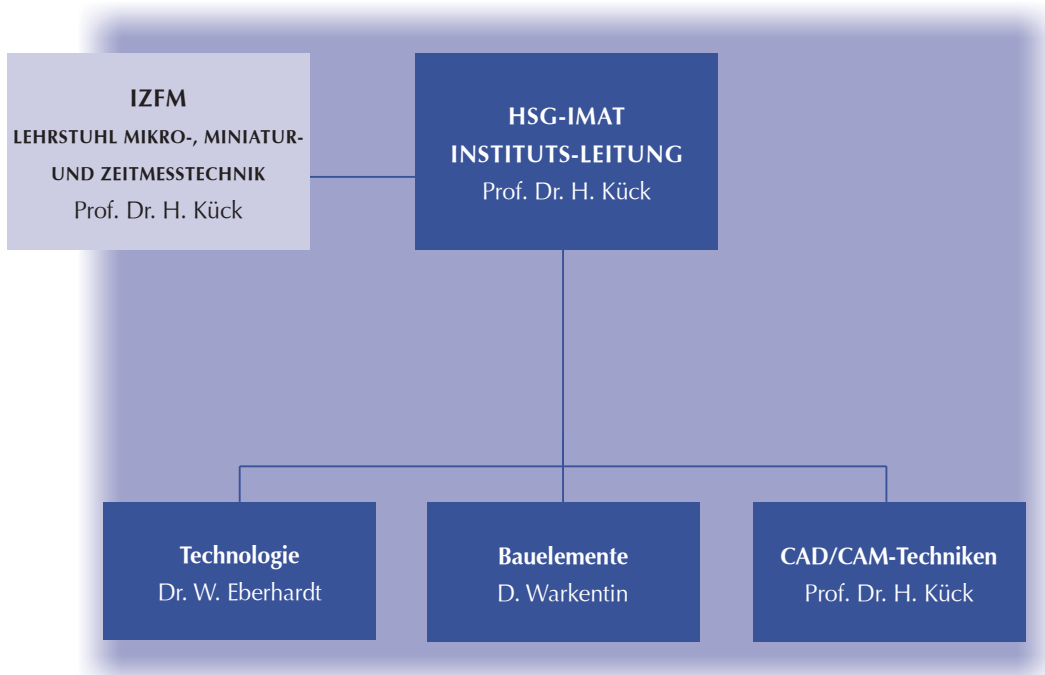 IZFM
LEHRSTUHL MIKRO-, MINIATUR-
UND ZEITMESSTECHNIK
Prof. Dr. H. Kück
HSG-IMAT
INSTITUTS-LEITUNG
Prof. Dr. H. Kück
Technologie
Dr. W. Eberhardt
Bauelemente
D. Warkentin
CAD/CAM-Techniken
Prof. Dr. H. Kück